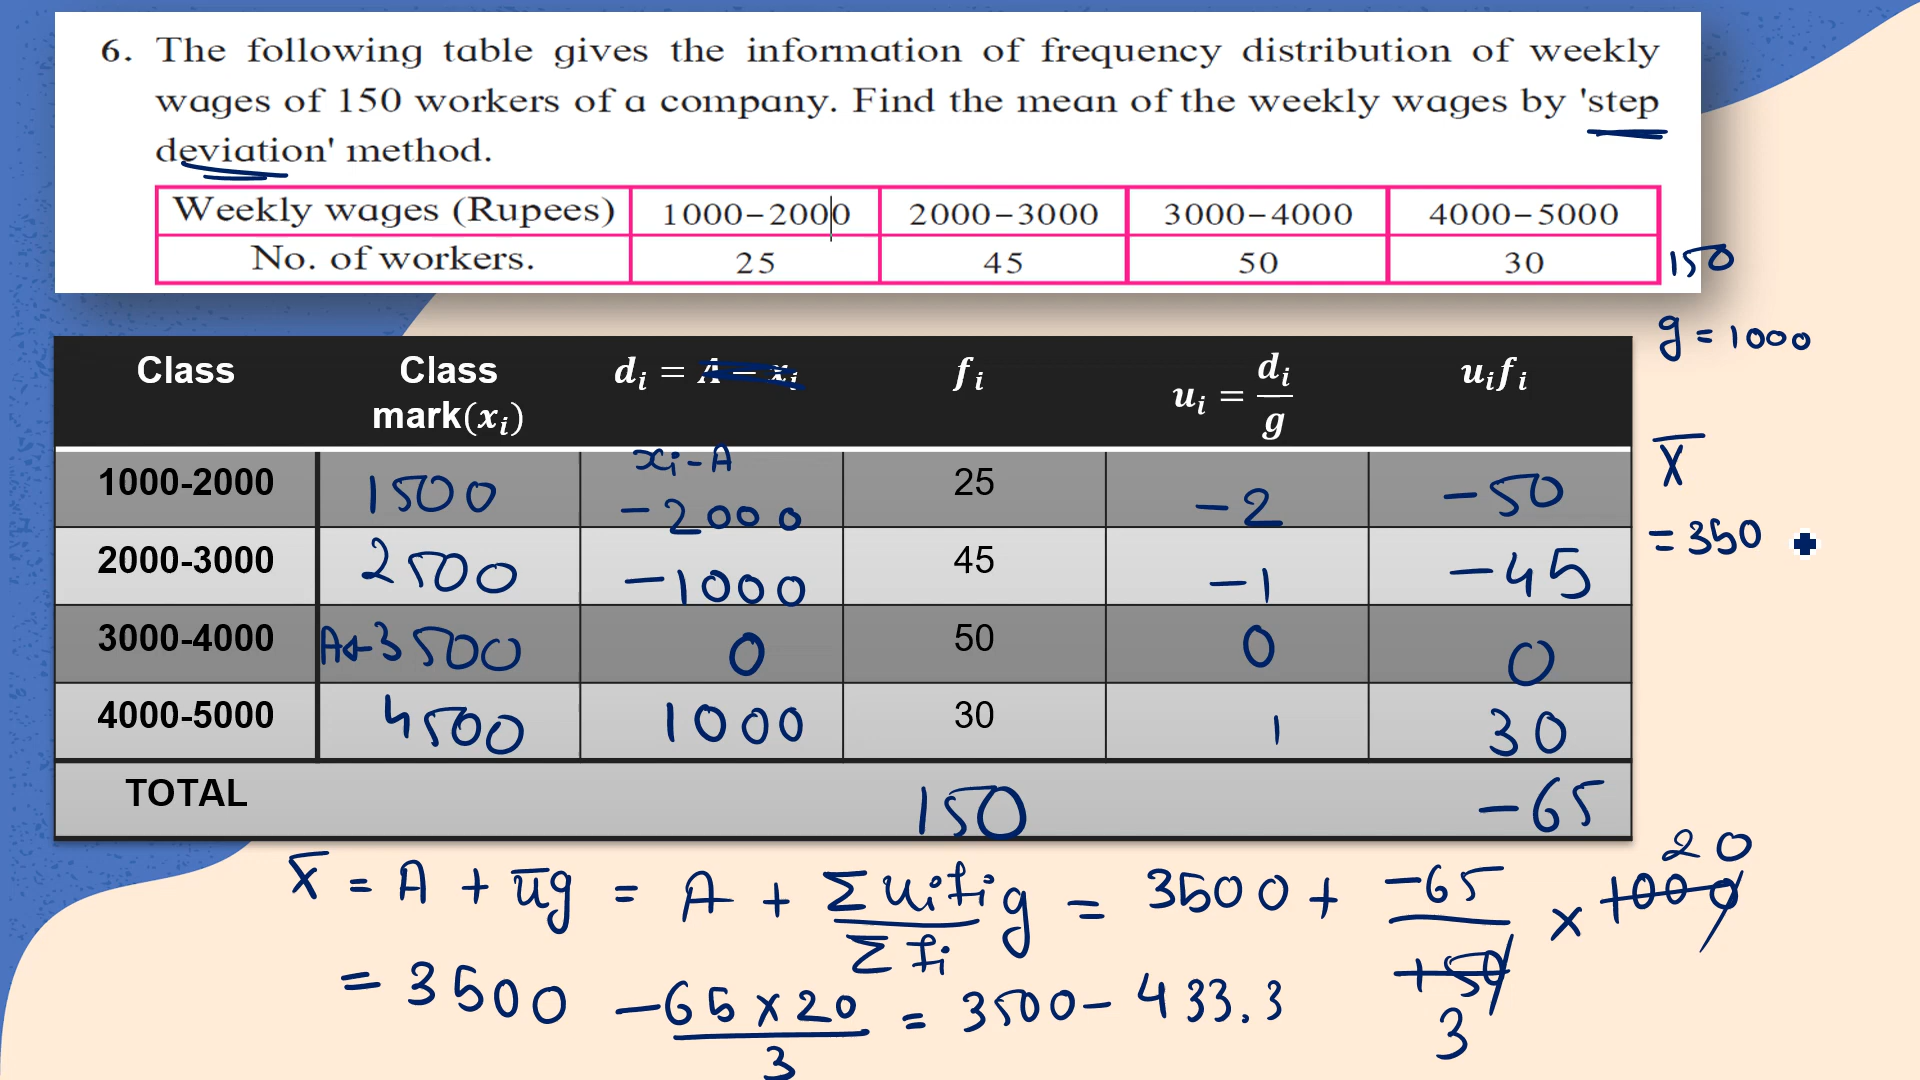 6. The following table gives the information of frequency distribution of weekly
wages of 150 workers of a company. Find the mean of the weekly wages by 'step
deviation' method.
Weekly wages (Rupees) 1000-2000 2000-3000 3000-4000 4000-5000
No. of workers. 25 45 50 30 150
g = 1000
Class Class mark(xᵢ) dᵢ = A − xᵢ fᵢ uᵢ = dᵢ/g uᵢfᵢ
xᵢ - A
1000-2000 1500 -2000 25 -2 -50
2000-3000 2500 -1000 45 -1 -45
3000-4000 A←3500 0 50 0 0
4000-5000 4500 1000 30 1 30
TOTAL 150 -65
X̄
= 350
X̄ = A + ūg = A + Σuᵢfᵢ/Σfᵢ g = 3500 + -65/150 × 1000
20
3
= 3500 -65×20/3 = 3500 - 433.3